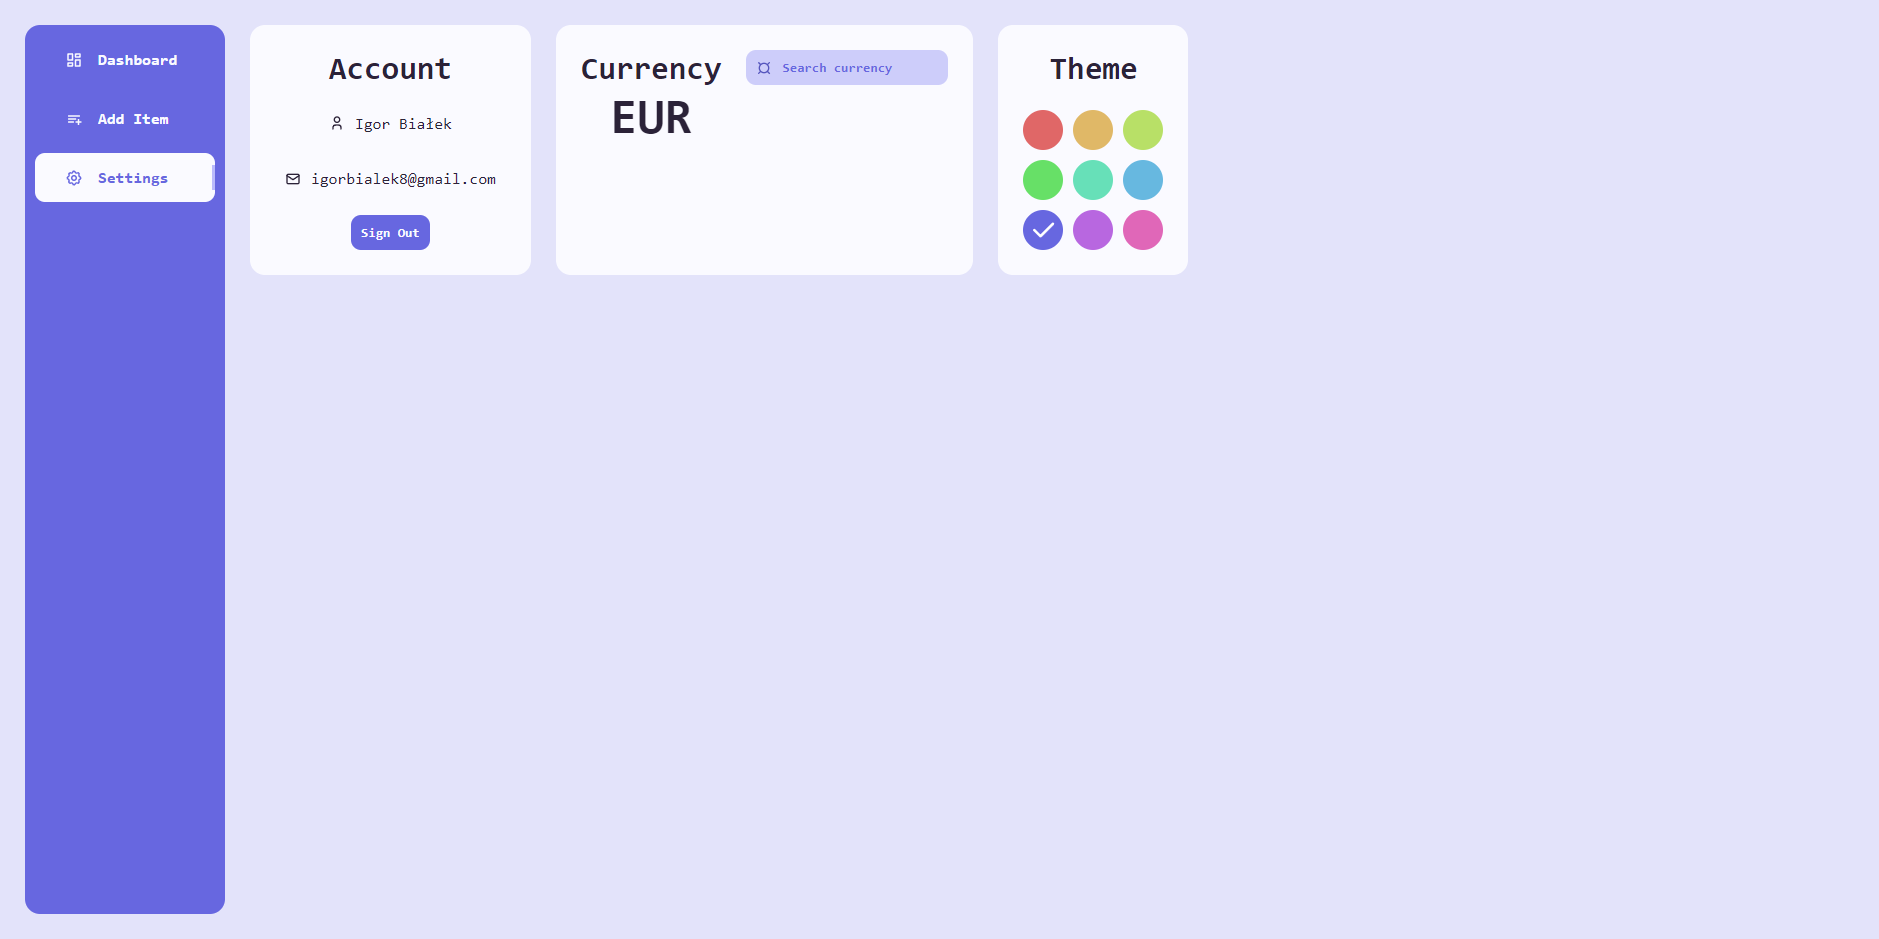 Dashboard
Add Item
Settings
Account
Igor Białek
igorbialek8@gmail.com
Sign Out
Currency
EUR
Search currency
Theme